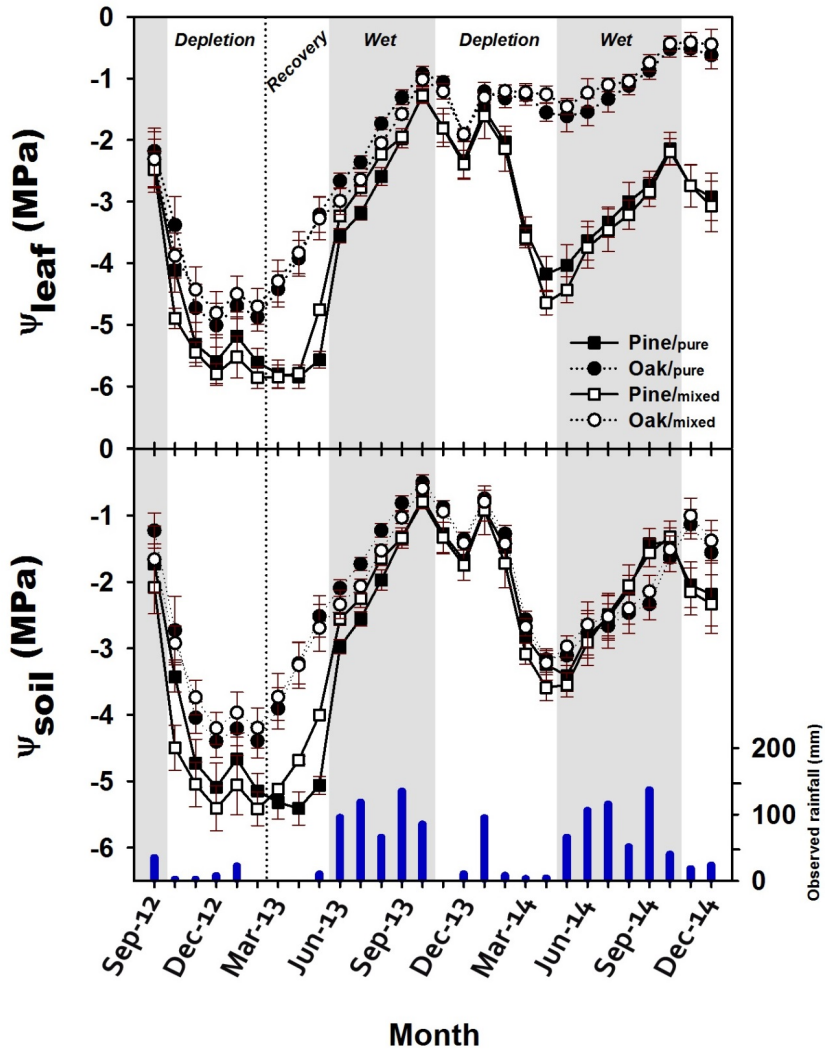 0
Depletion
Recovery
Wet
Depletion
Wet
-1
-2
-3
-4
-5
-6
Ψleaf (MPa)
Pine/pure
Oak/pure
Pine/mixed
Oak/mixed
0
-1
-2
-3
-4
-5
-6
Ψsoil (MPa)
200
100
0
Observed rainfall (mm)
Sep-12
Dec-12
Mar-13
Jun-13
Sep-13
Dec-13
Mar-14
Jun-14
Sep-14
Dec-14
Month